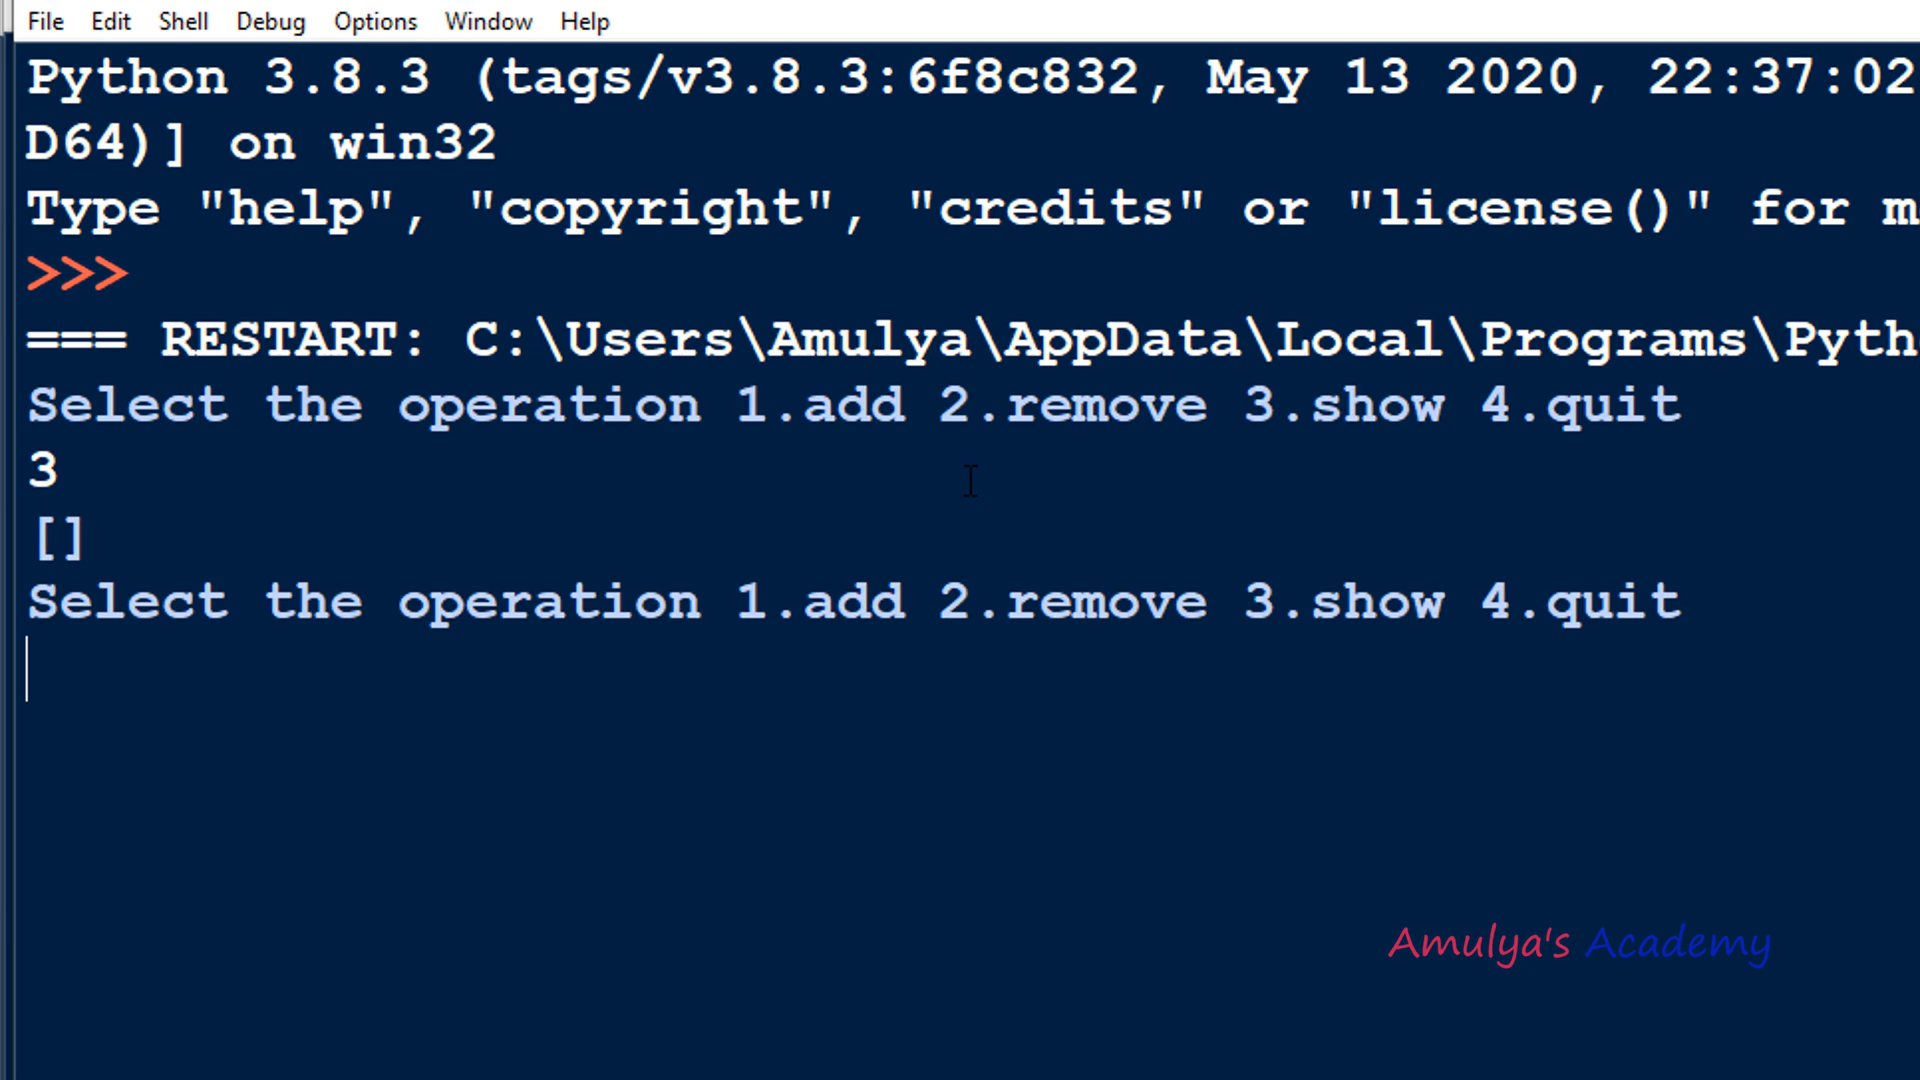 File Edit Shell Debug Options Window Help
Python 3.8.3 (tags/v3.8.3:6f8c832, May 13 2020, 22:37:02
D64)] on win32
Type "help", "copyright", "credits" or "license()" for m
>>>
=== RESTART: C:\Users\Amulya\AppData\Local\Programs\Pyth
Select the operation 1.add 2.remove 3.show 4.quit
3
[]
Select the operation 1.add 2.remove 3.show 4.quit
Amulya's Academy